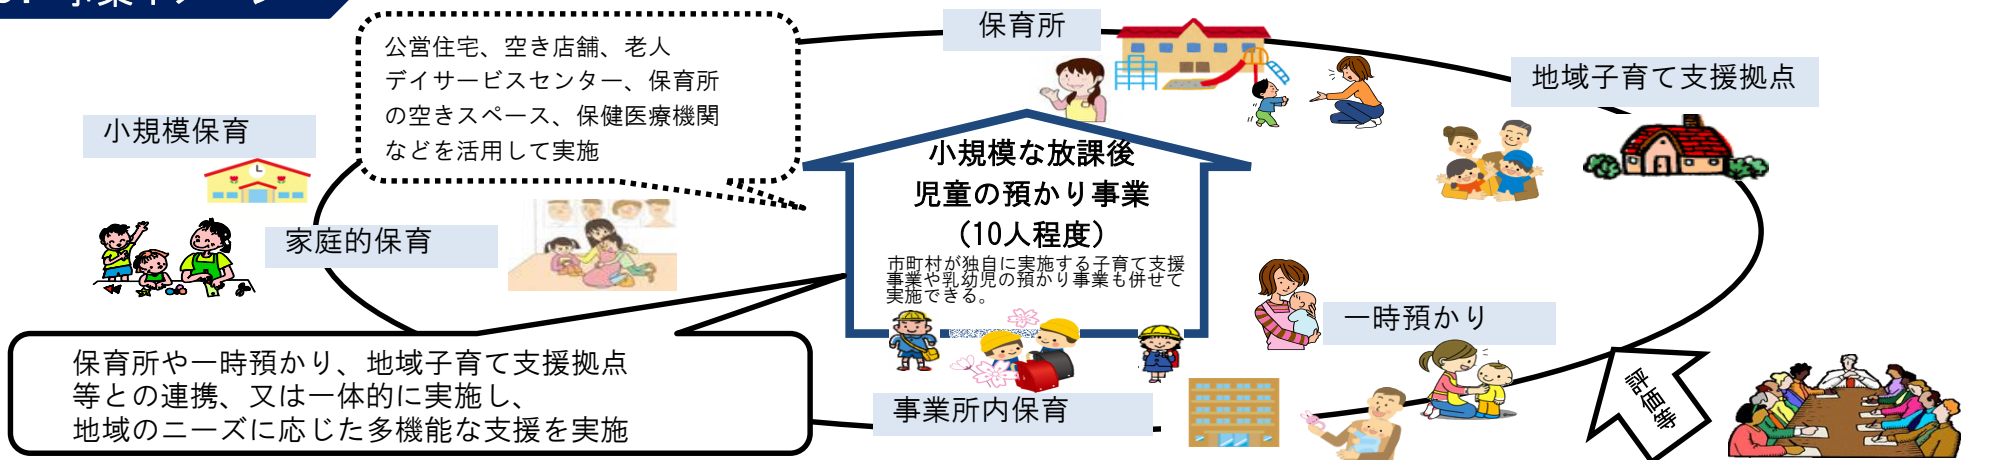 事業イメージ
公営住宅、空き店舗、老人
デイサービスセンター、保育所
の空きスペース、保健医療機関
などを活用して実施
保育所
地域子育て支援拠点
小規模保育
家庭的保育
小規模な放課後
児童の預かり事業
（10人程度）
市町村が独自に実施する子育て支援
事業や乳幼児の預かり事業も併せて
実施できる。
一時預かり
保育所や一時預かり、地域子育て支援拠点
等との連携、又は一体的に実施し、
地域のニーズに応じた多機能な支援を実施
事業所内保育
評価等